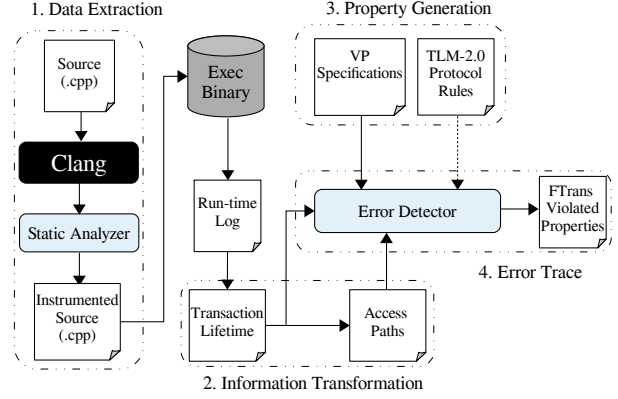 1. Data Extraction
Source
(.cpp)
Clang
Static Analyzer
Instrumented
Source
(.cpp)
Exec
Binary
Run-time
Log
Transaction
Lifetime
Access
Paths
2. Information Transformation
3. Property Generation
VP
Specifications
TLM-2.0
Protocol
Rules
Error Detector
FTrans
Violated
Properties
4. Error Trace